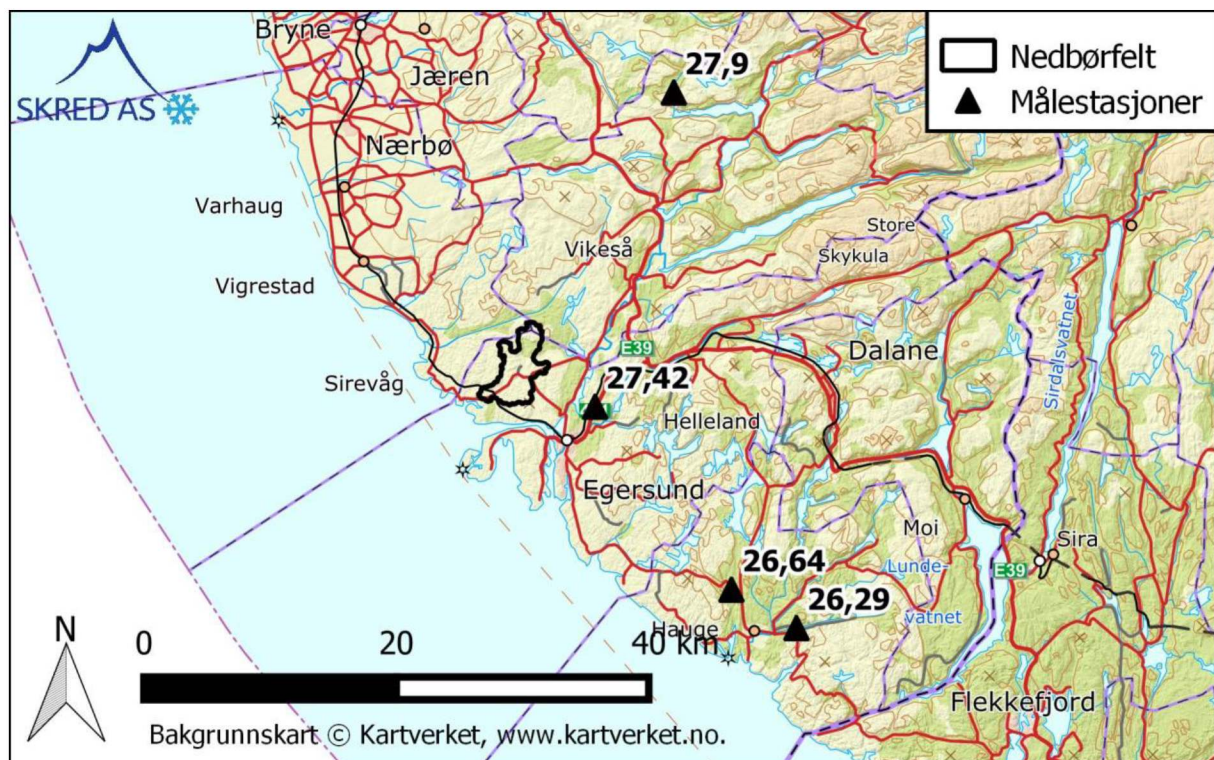 Bryne
SKRED AS
Jæren
27,9
Nedbørfelt
Målestasjoner
Nærbø
Varhaug
Vikeså
Store
Skykula
Vigrestad
E39
Dalane
Sirdalsvatnet
Sirevåg
27,42
Helleland
Egersund
Moi
Sira
26,64
Lunde-
vatnet
E39
26,29
Hauge
N
0 20 40 km
Flekkefjord
Bakgrunnskart © Kartverket, www.kartverket.no.